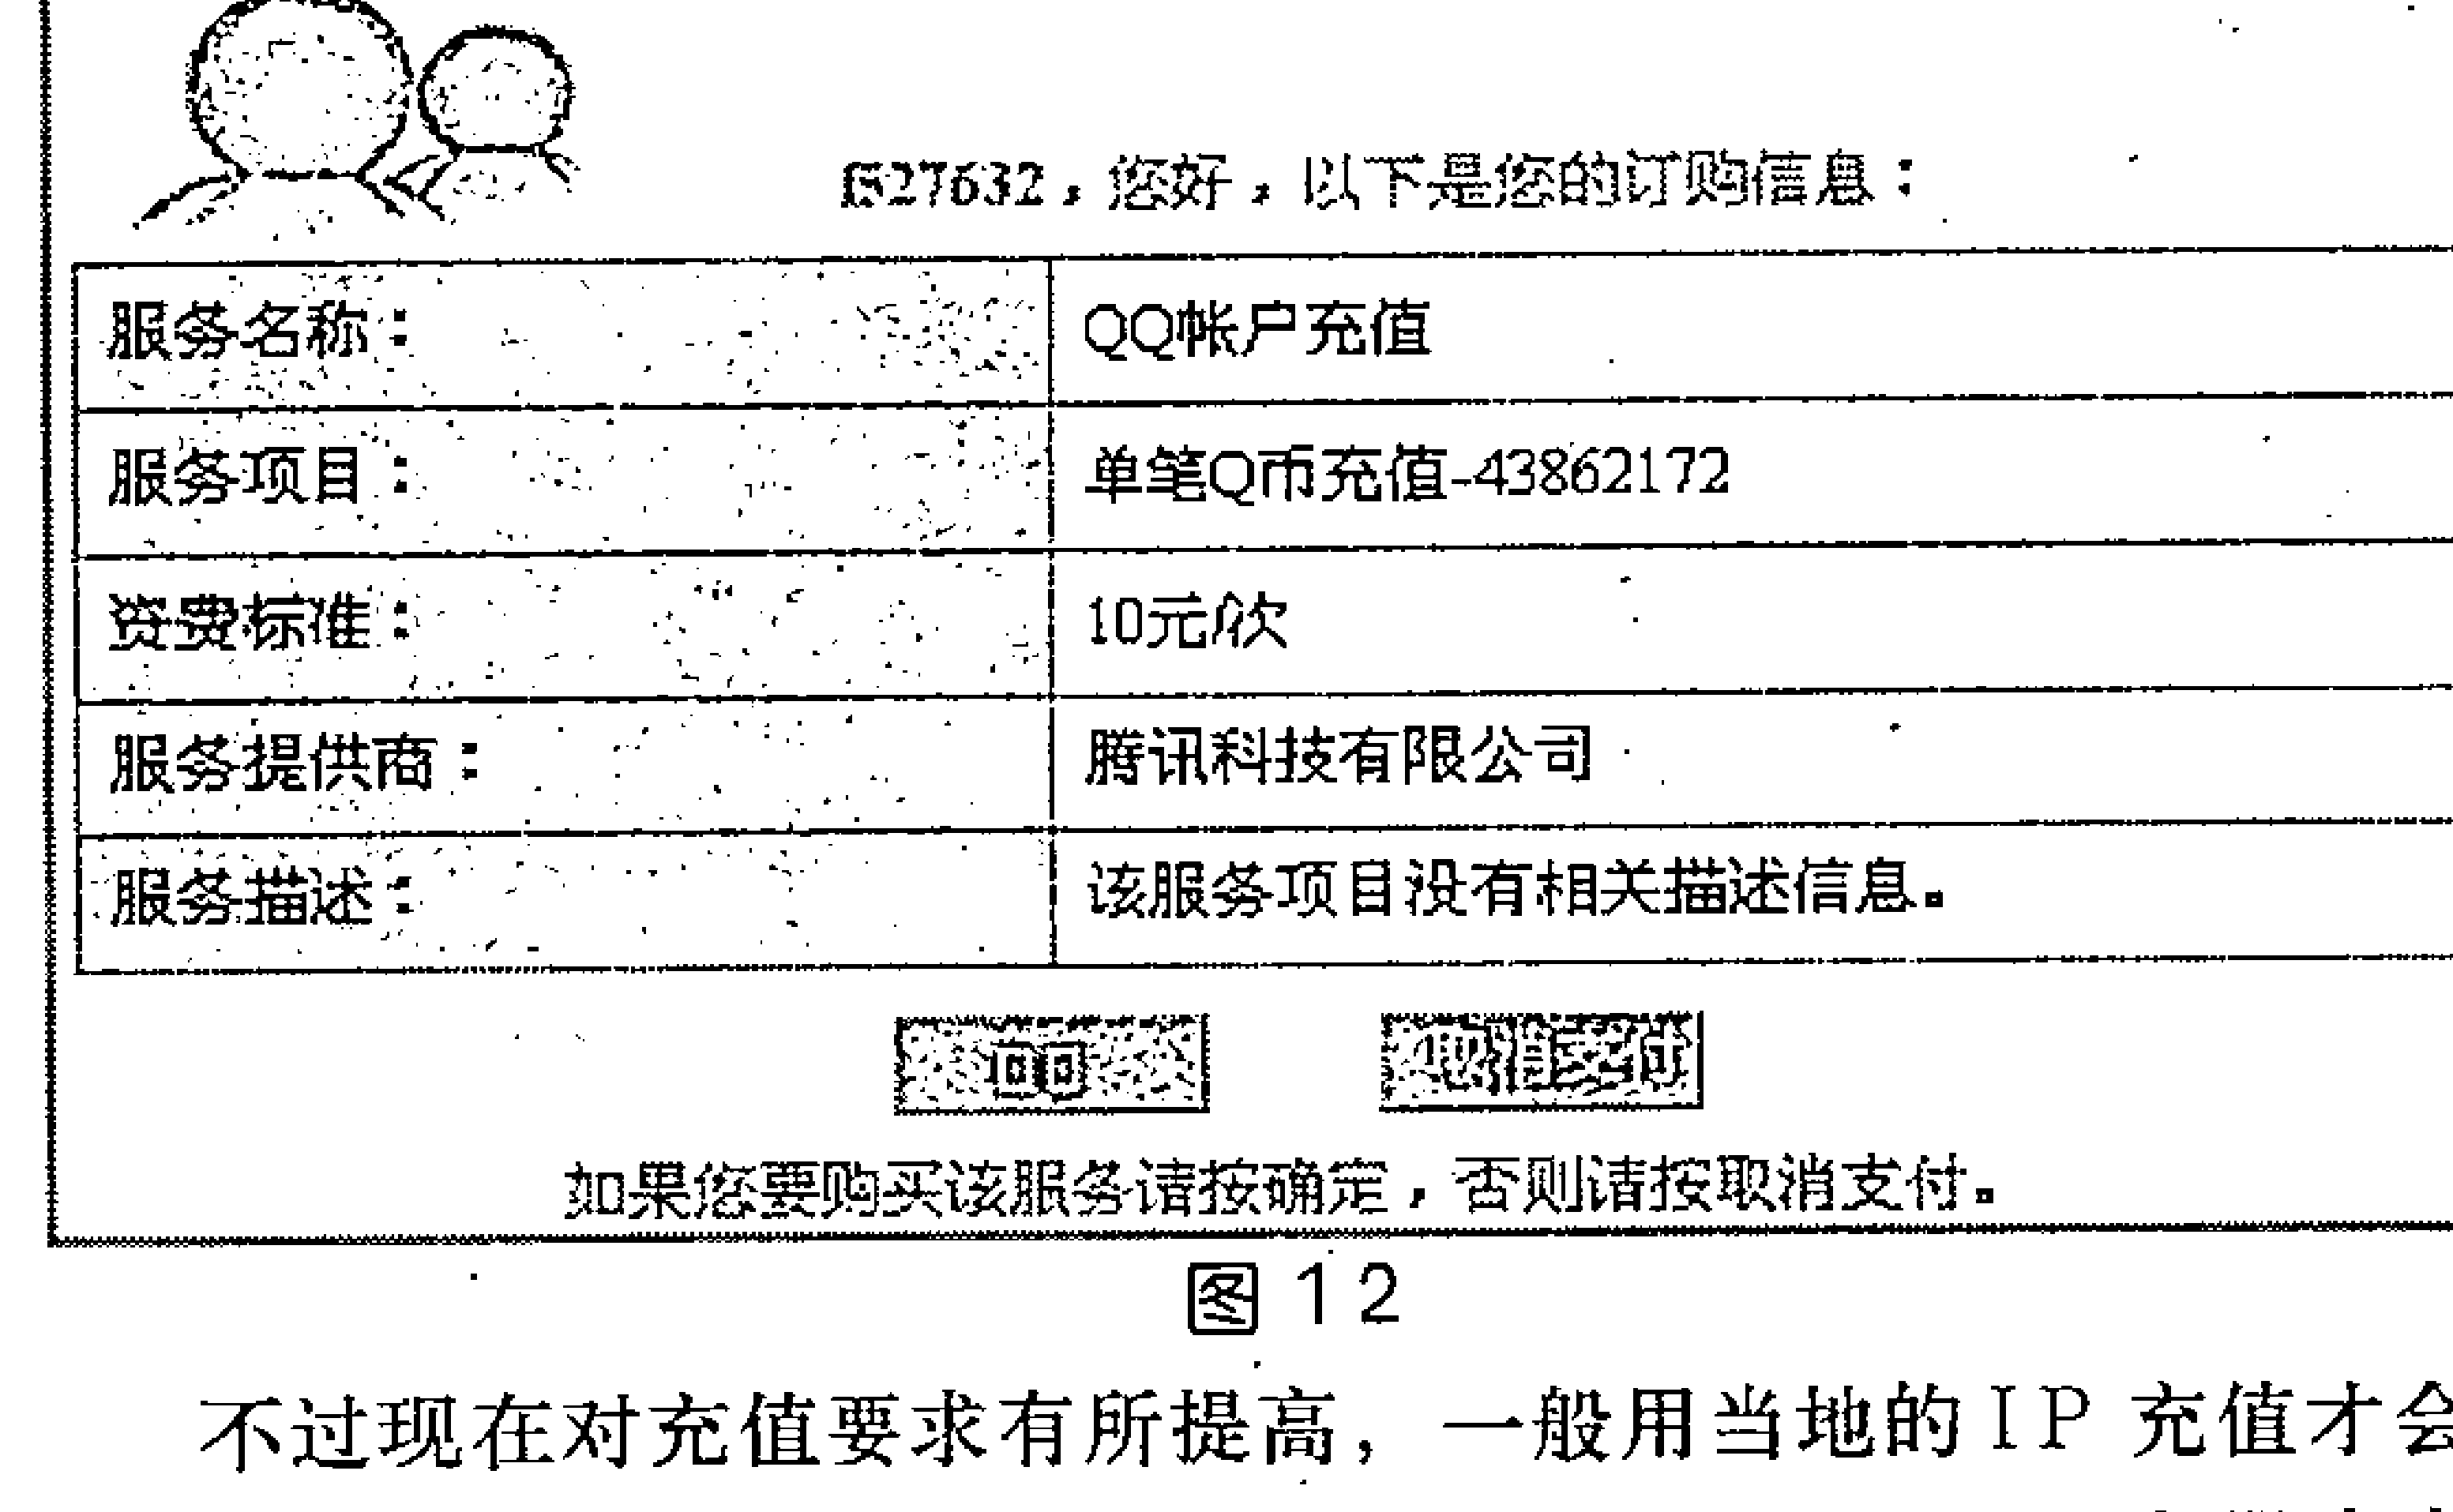 您好，以下是您的订购信息：
服务名称： QQ帐户充值
服务项目： 单笔Q币充值-43862172
资费标准： 10元/次
服务提供商： 腾讯科技有限公司
服务描述： 该服务项目没有相关描述信息。
取消支付
如果您要购买该服务请按确定，否则请按取消支付。
图12
不过现在对充值要求有所提高，一般用当地的IP 充值才会